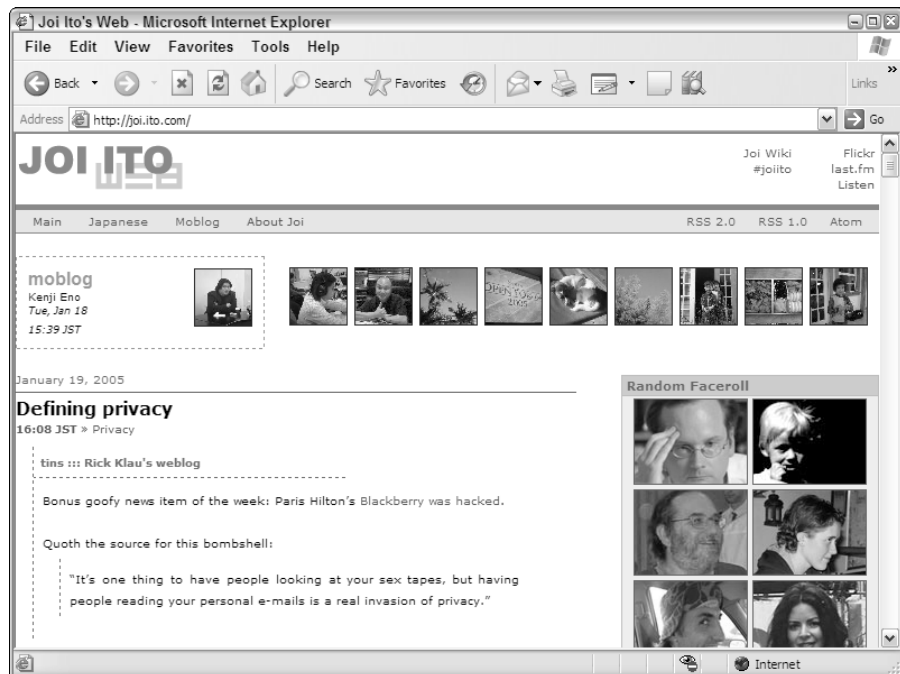 Joi Ito's Web - Microsoft Internet Explorer
File Edit View Favorites Tools Help
Back Search Favorites Links »
Address http://joi.ito.com/ Go
JOI ITO
WEB
Joi Wiki Flickr
#joiito last.fm
Listen
Main Japanese Moblog About Joi RSS 2.0 RSS 1.0 Atom
moblog
Kenji Eno
Tue, Jan 18
15:39 JST
OPEN TOWN
2005
January 19, 2005
Random Faceroll
Defining privacy
16:08 JST » Privacy
tins ::: Rick Klau's weblog
Bonus goofy news item of the week: Paris Hilton's Blackberry was hacked.
Quoth the source for this bombshell:
“It’s one thing to have people looking at your sex tapes, but having
people reading your personal e-mails is a real invasion of privacy.”
Internet